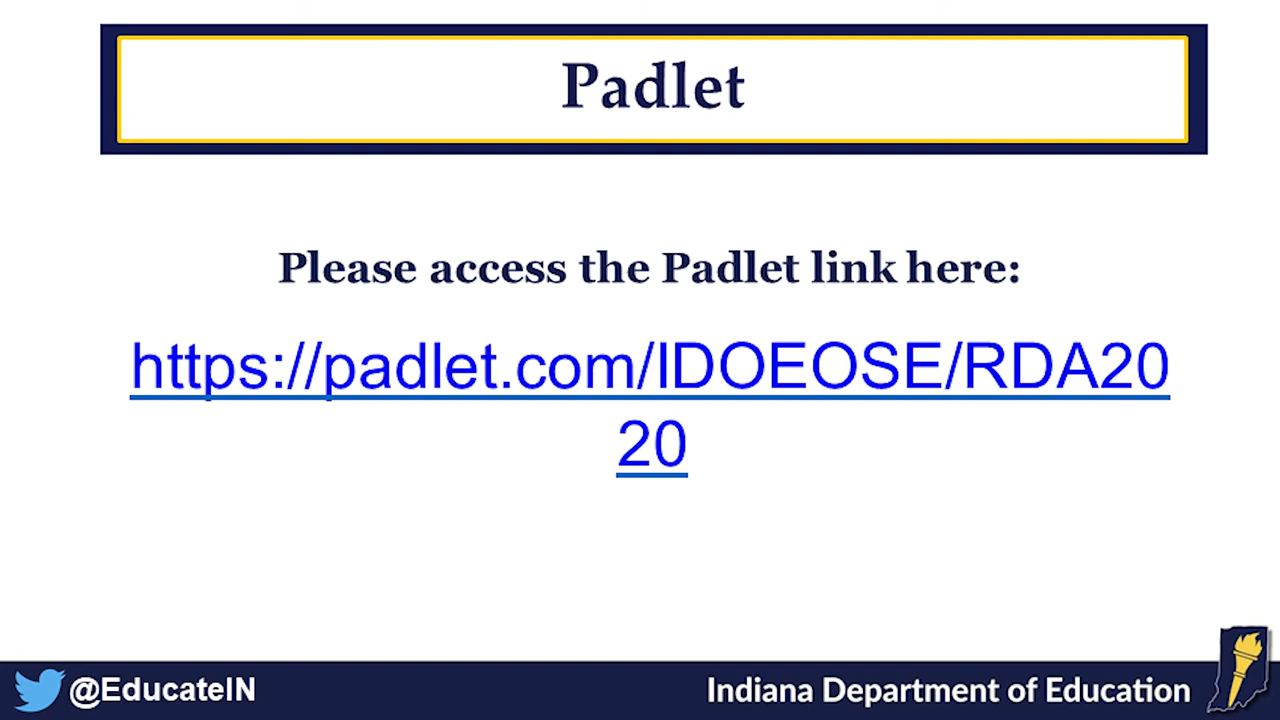 Padlet
Please access the Padlet link here:
https://padlet.com/IDOEOSE/RDA20
20
@EducateIN
Indiana Department of Education